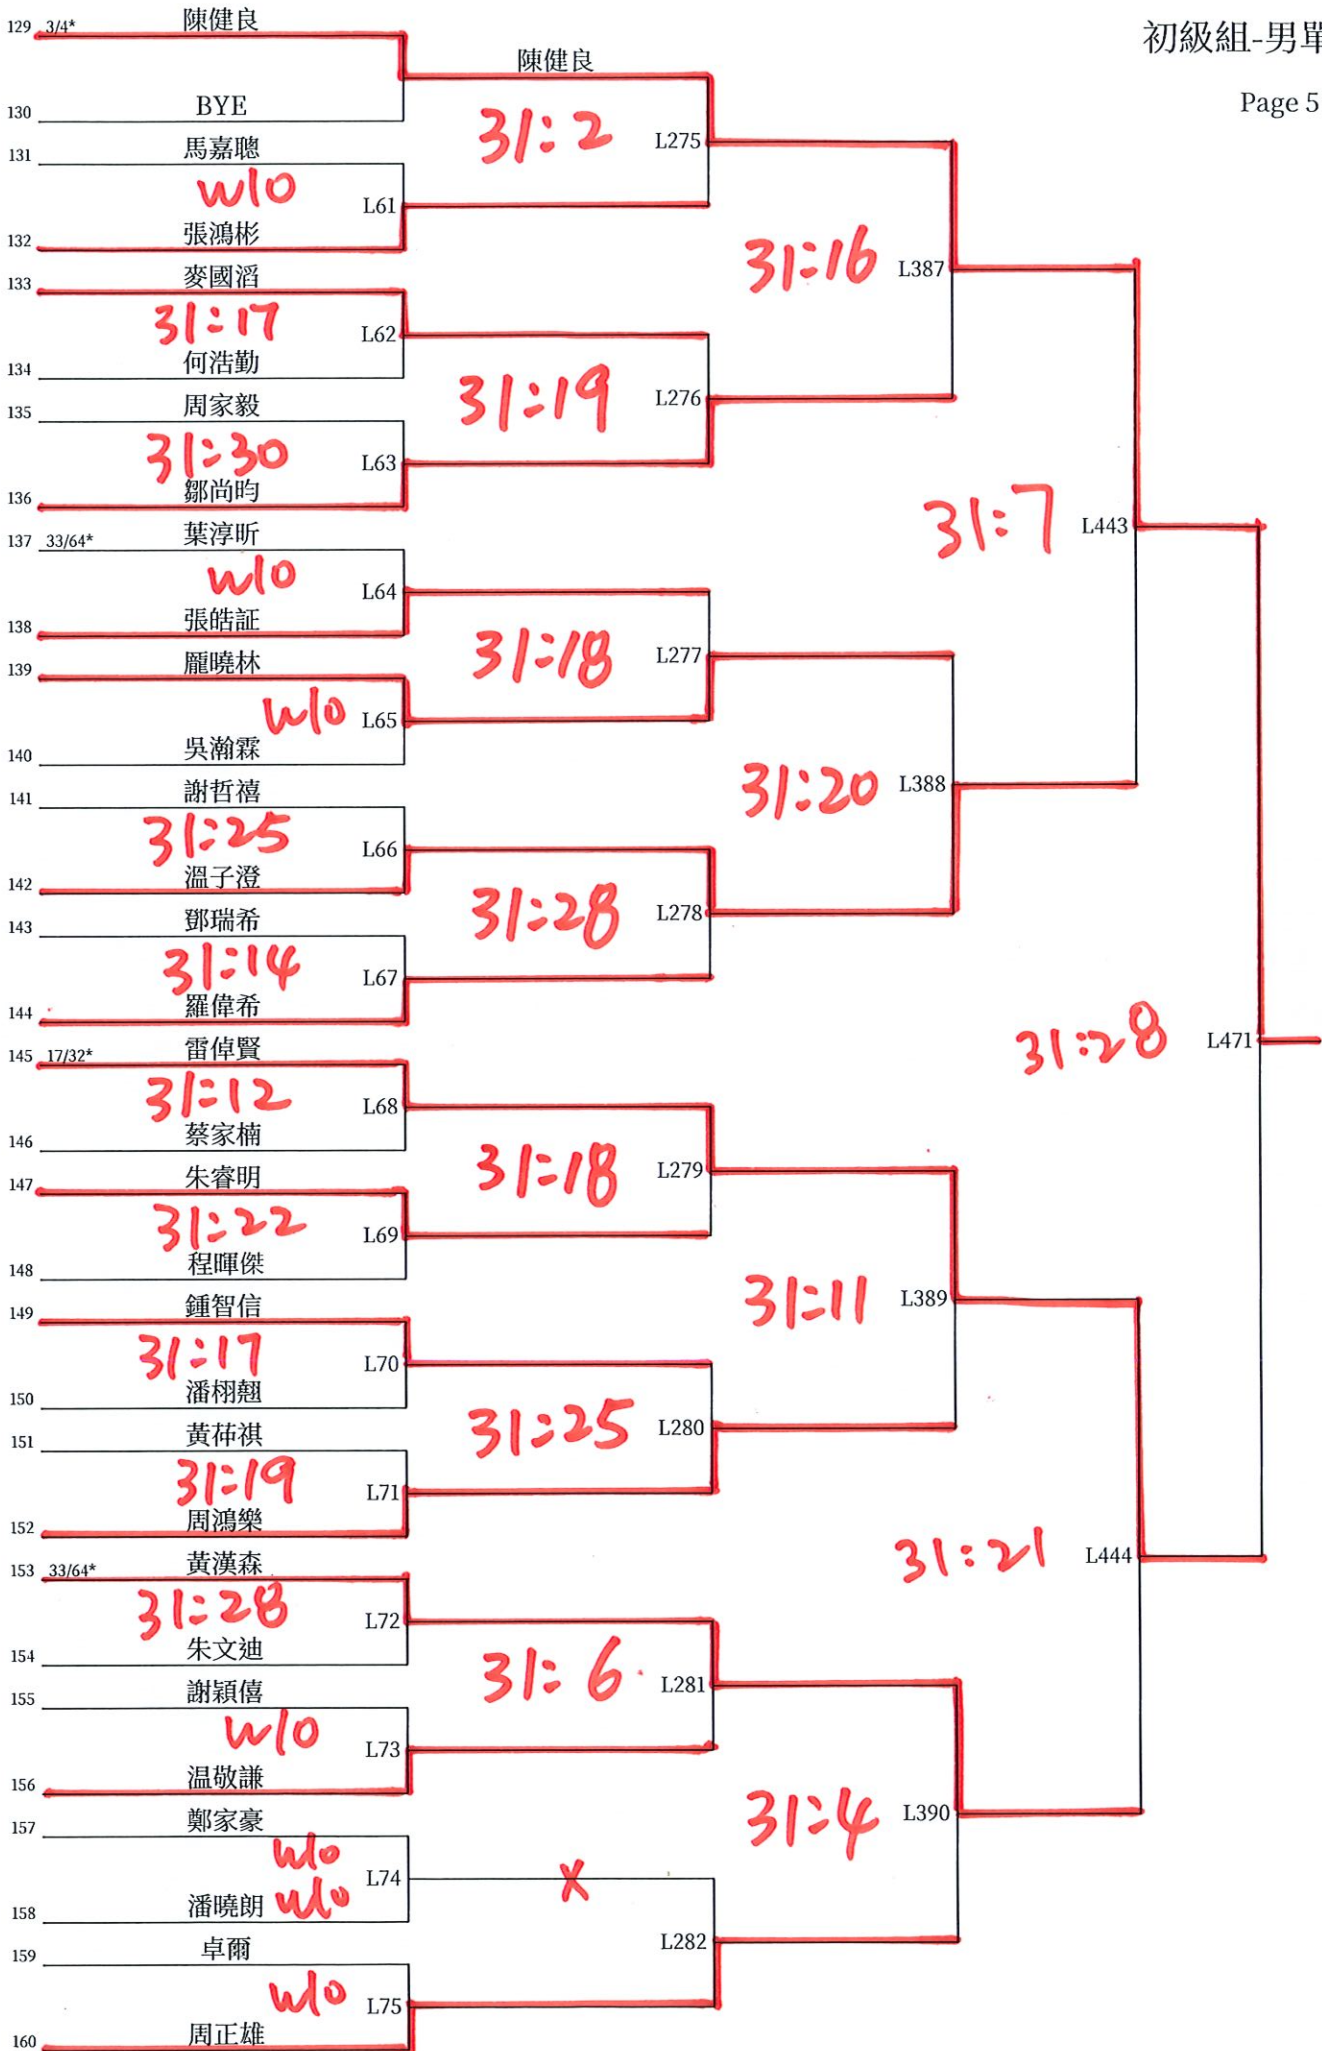 初級組-男單
Page 5
129 3/4* 陳健良
陳健良
130 BYE
31:2 L275
131 馬嘉聰
w/o L61
132 張鴻彬
31:16 L387
133 麥國滔
31:17 L62
134 何浩勤
31:19 L276
135 周家毅
31:30 L63
136 鄒尚昀
31:7 L443
137 33/64* 葉淳昕
w/o L64
138 張皓証
31:18 L277
139 龎曉林
w/o L65
140 吳瀚霖
31:20 L388
141 謝哲禧
31:25 L66
142 溫子澄
31:28 L278
143 鄧瑞希
31:14 L67
144 羅偉希
31:28 L471
145 17/32* 雷倬賢
31:12 L68
146 蔡家楠
31:18 L279
147 朱睿明
31:22 L69
148 程暉傑
31:11 L389
149 鍾智信
31:17 L70
150 潘栩翹
31:25 L280
151 黃芢祺
31:19 L71
152 周鴻樂
31:21 L444
153 33/64* 黃漢森
31:28 L72
154 朱文迪
31:6 L281
155 謝穎僖
w/o L73
156 温敬謙
31:4 L390
157 鄭家豪
w/o
L74 X
158 潘曉朗 w/o
L282
159 卓爾
w/o L75
160 周正雄